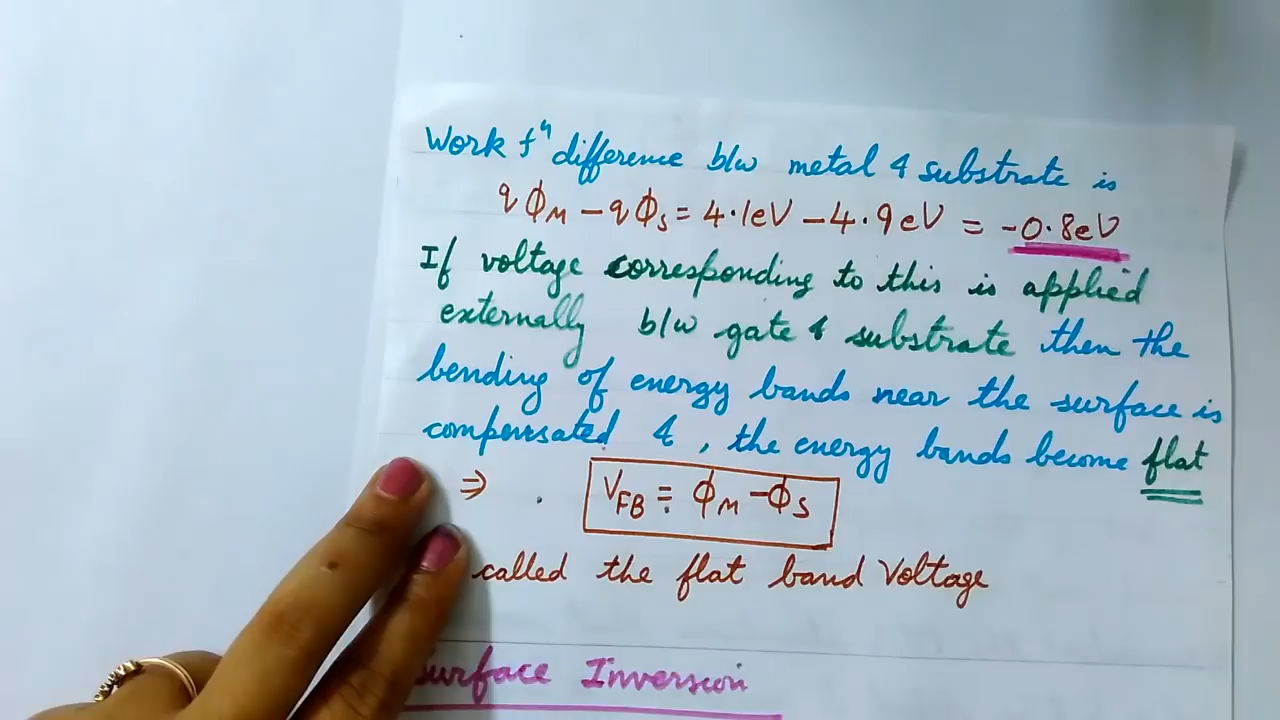 Work fⁿ difference b/w metal & substrate is
qϕM - qϕS = 4.1eV - 4.9eV = -0.8eV
If voltage corresponding to this is applied
externally b/w gate & substrate then the
bending of energy bands near the surface is
compensated &, the energy bands become flat
⇒ . VFB = ϕM - ϕS
called the flat band Voltage
Surface Inversion